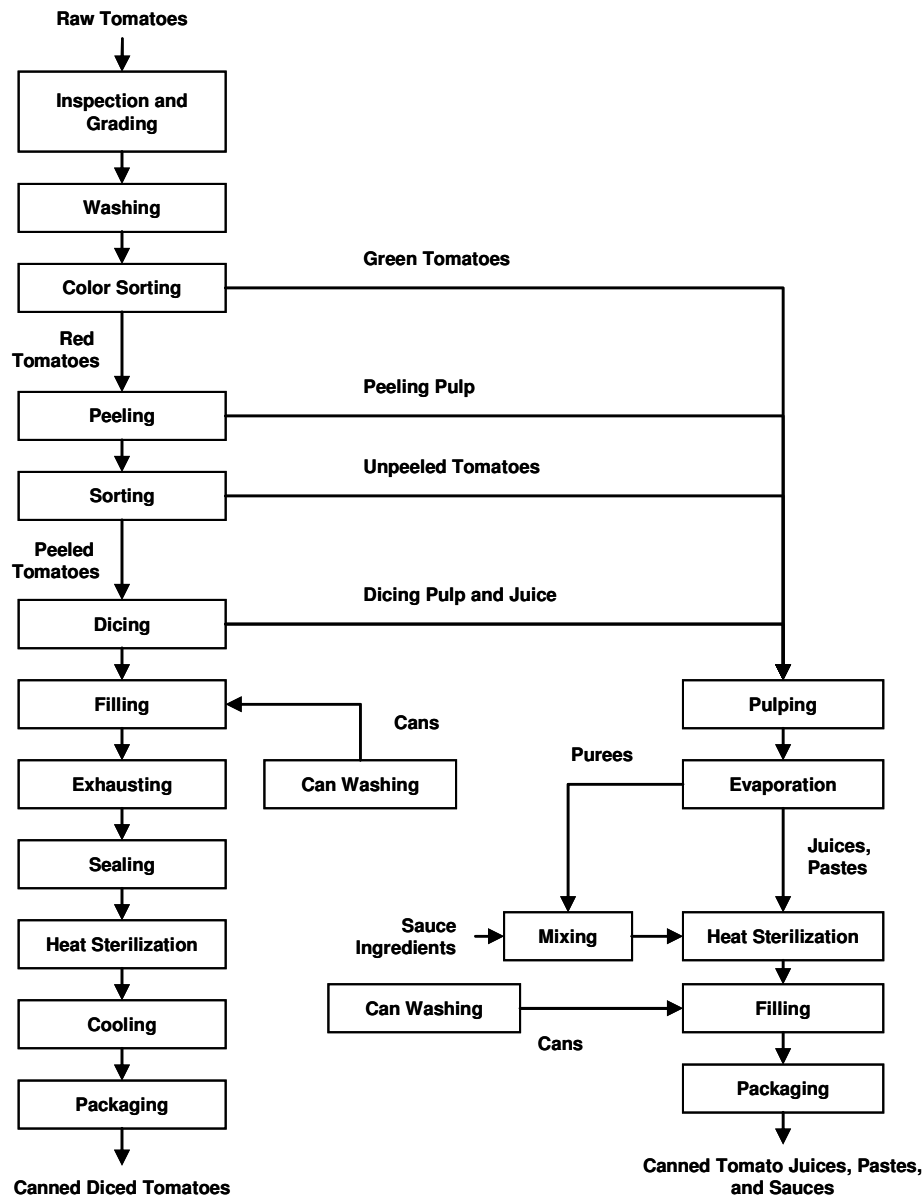 Raw Tomatoes
Inspection and
Grading
Washing
Green Tomatoes
Color Sorting
Red
Tomatoes
Peeling Pulp
Peeling
Unpeeled Tomatoes
Sorting
Peeled
Tomatoes
Dicing Pulp and Juice
Dicing
Filling
Cans
Can Washing
Exhausting
Sealing
Heat Sterilization
Cooling
Packaging
Canned Diced Tomatoes
Pulping
Purees
Evaporation
Juices,
Pastes
Sauce
Ingredients
Mixing
Heat Sterilization
Can Washing
Cans
Filling
Packaging
Canned Tomato Juices, Pastes,
and Sauces